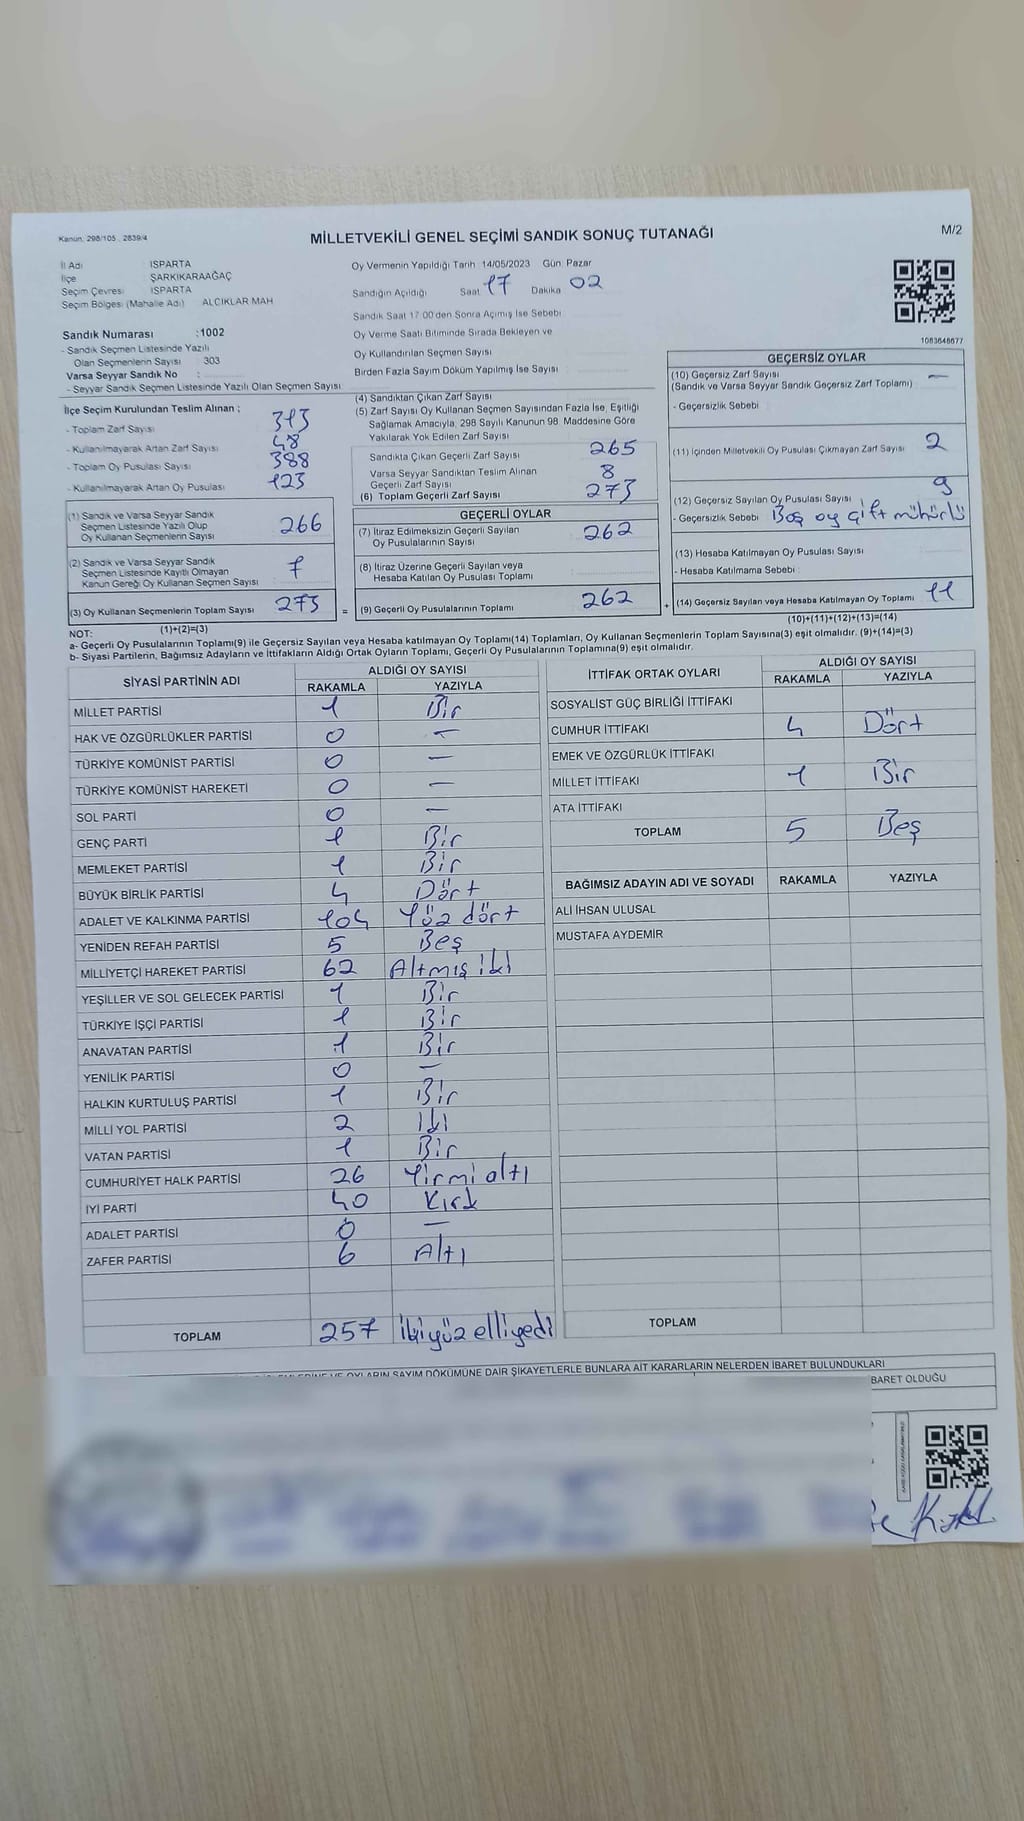 Kanun, 298/105 , 2839/4
MİLLETVEKİLİ GENEL SEÇİMİ SANDIK SONUÇ TUTANAĞI
M/2
İl Adı ISPARTA
İlçe ŞARKİKARAAĞAÇ
Seçim Çevresi ISPARTA
Seçim Bölgesi (Mahalle Adı) ALCIKLAR MAH
Sandık Numarası :1002
- Sandık Seçmen Listesinde Yazılı
Olan Seçmenlerin Sayısı : 303
Varsa Seyyar Sandık No :
- Seyyar Sandık Seçmen Listesinde Yazılı Olan Seçmen Sayısı :
Oy Vermenin Yapıldığı Tarih 14/05/2023 Gün: Pazar
Sandığın Açıldığı Saat 17 Dakika 02
Sandık Saat 17:00'den Sonra Açılmış İse Sebebi
Oy Verme Saati Bitiminde Sırada Bekleyen ve
Oy Kullandırılan Seçmen Sayısı
Birden Fazla Sayım Döküm Yapılmış İse Sayısı
1083648677
İlçe Seçim Kurulundan Teslim Alınan ;
- Toplam Zarf Sayısı 313
- Kullanılmayarak Artan Zarf Sayısı 48
- Toplam Oy Pusulası Sayısı 388
- Kullanılmayarak Artan Oy Pusulası 123
(4) Sandıktan Çıkan Zarf Sayısı
(5) Zarf Sayısı Oy Kullanan Seçmen Sayısından Fazla İse, Eşitliği
Sağlamak Amacıyla, 298 Sayılı Kanunun 98. Maddesine Göre
Yakılarak Yok Edilen Zarf Sayısı
Sandıkta Çıkan Geçerli Zarf Sayısı 265
Varsa Seyyar Sandıktan Teslim Alınan
Geçerli Zarf Sayısı 8
(6) Toplam Geçerli Zarf Sayısı 273
GEÇERSİZ OYLAR
(10) Geçersiz Zarf Sayısı —
(Sandık ve Varsa Seyyar Sandık Geçersiz Zarf Toplamı)
- Geçersizlik Sebebi
(11) İçinden Milletvekili Oy Pusulası Çıkmayan Zarf Sayısı 2
(12) Geçersiz Sayılan Oy Pusulası Sayısı 9
- Geçersizlik Sebebi Boş oy çift mühürlü
(13) Hesaba Katılmayan Oy Pusulası Sayısı
- Hesaba Katılmama Sebebi :
(14) Geçersiz Sayılan veya Hesaba Katılmayan Oy Toplamı 11
(10)+(11)+(12)+(13)=(14)
(1) Sandık ve Varsa Seyyar Sandık
Seçmen Listesinde Yazılı Olup
Oy Kullanan Seçmenlerin Sayısı 266
(2) Sandık ve Varsa Seyyar Sandık
Seçmen Listesinde Kayıtlı Olmayan
Kanun Gereği Oy Kullanan Seçmen Sayısı 7
(3) Oy Kullanan Seçmenlerin Toplam Sayısı 273 =
(1)+(2)=(3)
GEÇERLİ OYLAR
(7) İtiraz Edilmeksizin Geçerli Sayılan
Oy Pusulalarının Sayısı 262
(8) İtiraz Üzerine Geçerli Sayılan veya
Hesaba Katılan Oy Pusulası Toplamı
(9) Geçerli Oy Pusulalarının Toplamı 262 +
NOT:
a- Geçerli Oy Pusulalarının Toplamı(9) ile Geçersiz Sayılan veya Hesaba katılmayan Oy Toplamı(14) Toplamları, Oy Kullanan Seçmenlerin Toplam Sayısına(3) eşit olmalıdır. (9)+(14)=(3)
b- Siyasi Partilerin, Bağımsız Adayların ve İttifakların Aldığı Ortak Oyların Toplamı, Geçerli Oy Pusulalarının Toplamına(9) eşit olmalıdır.
SİYASİ PARTİNİN ADI ALDIĞI OY SAYISI
RAKAMLA YAZIYLA
MİLLET PARTİSİ 1 Bir
HAK VE ÖZGÜRLÜKLER PARTİSİ 0 —
TÜRKİYE KOMÜNİST PARTİSİ 0 —
TÜRKİYE KOMÜNİST HAREKETİ 0 —
SOL PARTİ 0 —
GENÇ PARTİ 1 Bir
MEMLEKET PARTİSİ 1 Bir
BÜYÜK BİRLİK PARTİSİ 4 Dört
ADALET VE KALKINMA PARTİSİ 104 Yüz dört
YENİDEN REFAH PARTİSİ 5 Beş
MİLLİYETÇİ HAREKET PARTİSİ 62 Altmış iki
YEŞİLLER VE SOL GELECEK PARTİSİ 1 Bir
TÜRKİYE İŞÇİ PARTİSİ 1 Bir
ANAVATAN PARTİSİ 1 Bir
YENİLİK PARTİSİ 0 —
HALKIN KURTULUŞ PARTİSİ 1 Bir
MİLLİ YOL PARTİSİ 2 Iki
VATAN PARTİSİ 1 Bir
CUMHURİYET HALK PARTİSİ 26 Yirmi altı
İYİ PARTİ 40 Kırk
ADALET PARTİSİ 0 —
ZAFER PARTİSİ 6 Altı
TOPLAM 257 ikiyüz elliyedi
İTTİFAK ORTAK OYLARI ALDIĞI OY SAYISI
RAKAMLA YAZIYLA
SOSYALİST GÜÇ BİRLİĞİ İTTİFAKI
CUMHUR İTTİFAKI 4 Dört
EMEK VE ÖZGÜRLÜK İTTİFAKI
MİLLET İTTİFAKI 1 Bir
ATA İTTİFAKI
TOPLAM 5 Beş
BAĞIMSIZ ADAYIN ADI VE SOYADI RAKAMLA YAZIYLA
ALİ İHSAN ULUSAL
MUSTAFA AYDEMİR
TOPLAM
OYLARIN SAYIM DÖKÜMÜNE DAİR ŞİKAYETLERLE BUNLARA AİT KARARLARIN NELERDEN İBARET BULUNDUKLARI
BARET OLDUĞU